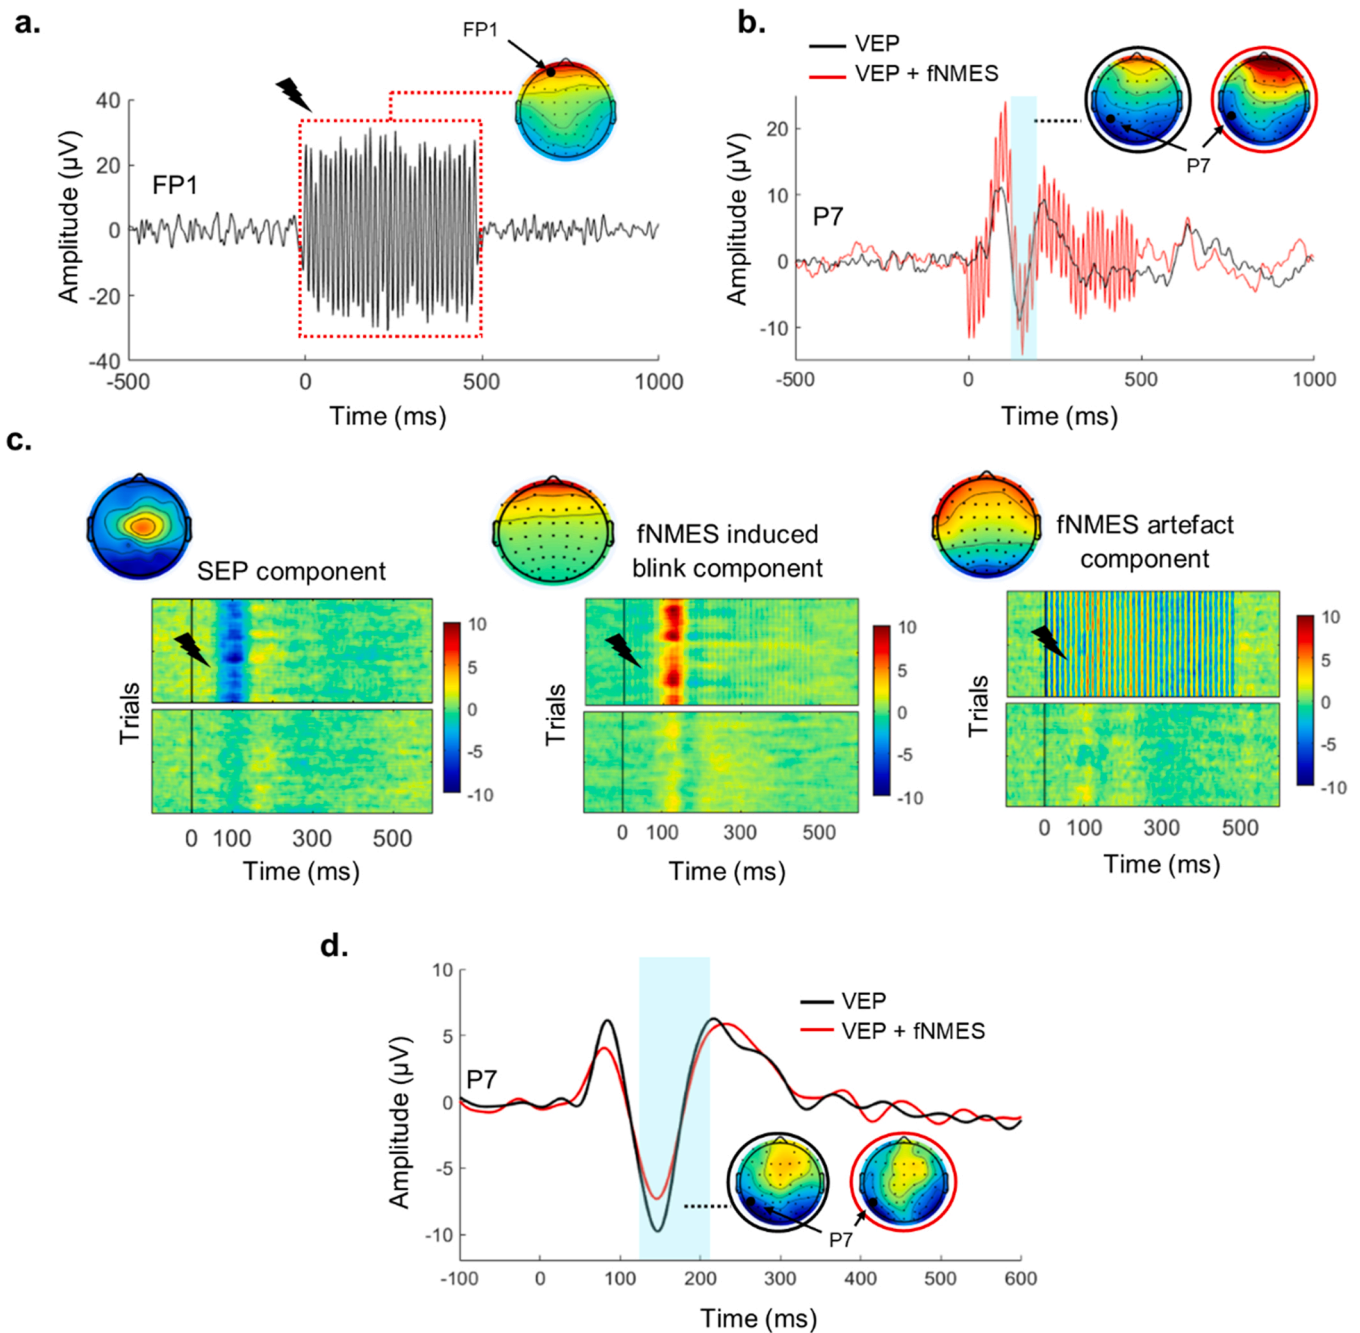 a.
FP1
40
20
0
-20
-40
Amplitude (µV)
FP1
-500
0
500
1000
Time (ms)
b.
VEP
VEP + fNMES
20
10
0
-10
Amplitude (µV)
P7
P7
-500
0
500
1000
Time (ms)
c.
SEP component
Trials
10
5
0
-5
-10
0 100 300 500
Time (ms)
fNMES induced
blink component
Trials
10
5
0
-5
-10
0 100 300 500
Time (ms)
fNMES artefact
component
Trials
10
5
0
-5
-10
0 100 300 500
Time (ms)
d.
10
5
0
-5
-10
Amplitude (µV)
P7
VEP
VEP + fNMES
P7
-100 0 100 200 300 400 500 600
Time (ms)